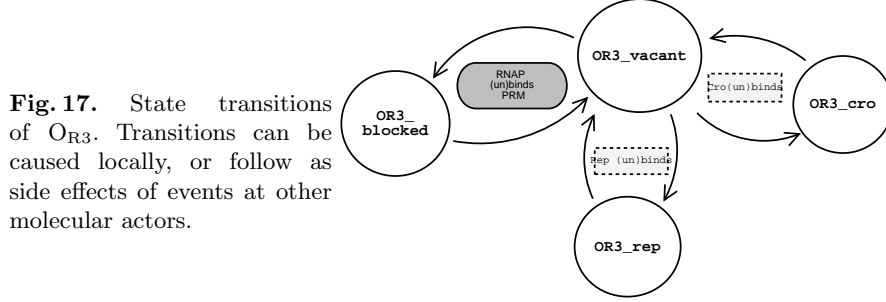 Fig. 17. State transitions
of OR3. Transitions can be
caused locally, or follow as
side effects of events at other
molecular actors.
OR3_vacant
RNAP
(un)binds
PRM
OR3_
blocked
Cro(un)binds
OR3_cro
Rep (un)binds
OR3_rep